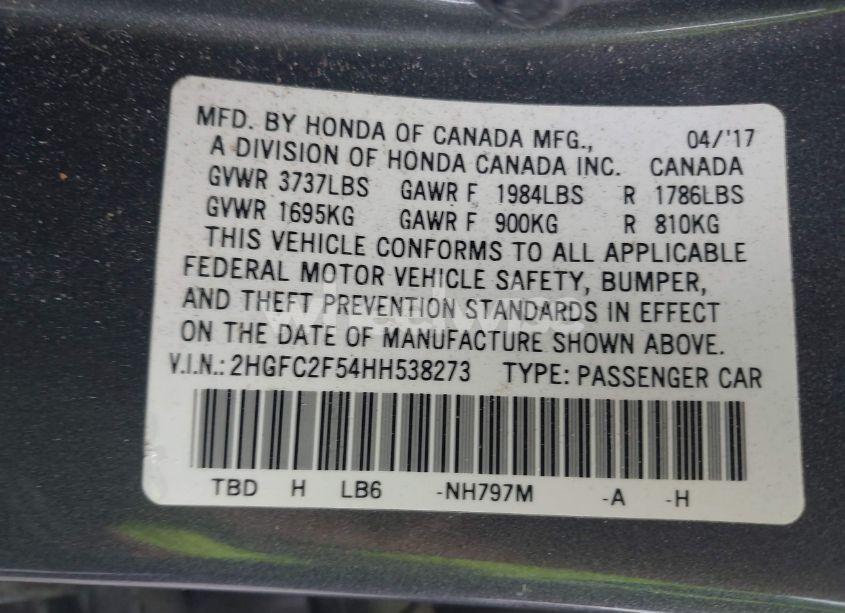 MFD. BY HONDA OF CANADA MFG., 04/'17
A DIVISION OF HONDA CANADA INC. CANADA
GVWR 3737LBS GAWR F 1984LBS R 1786LBS
GVWR 1695KG GAWR F 900KG R 810KG
THIS VEHICLE CONFORMS TO ALL APPLICABLE
FEDERAL MOTOR VEHICLE SAFETY, BUMPER,
AND THEFT PREVENTION STANDARDS IN EFFECT
ON THE DATE OF MANUFACTURE SHOWN ABOVE.
V.I.N.: 2HGFC2F54HH538273 TYPE: PASSENGER CAR
TBD H LB6 -NH797M -A -H